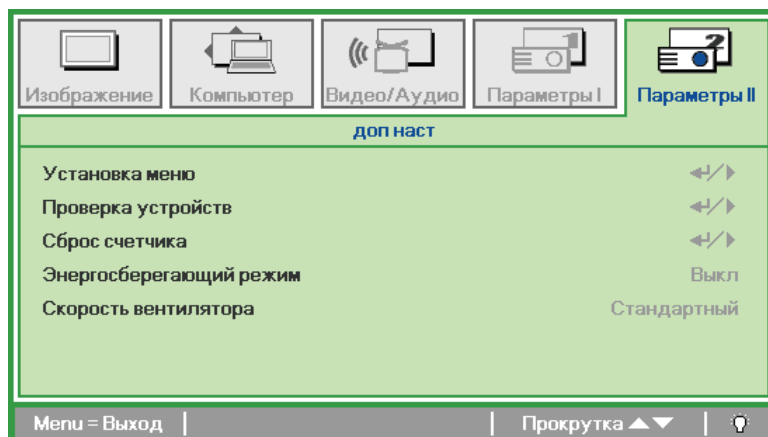 Изображение Компьютер Видео/Аудио Параметры I Параметры II
доп наст
Установка меню
Проверка устройств
Сброс счетчика
Энергосберегающий режим Выкл
Скорость вентилятора Стандартный
Menu = Выход Прокрутка ▲▼